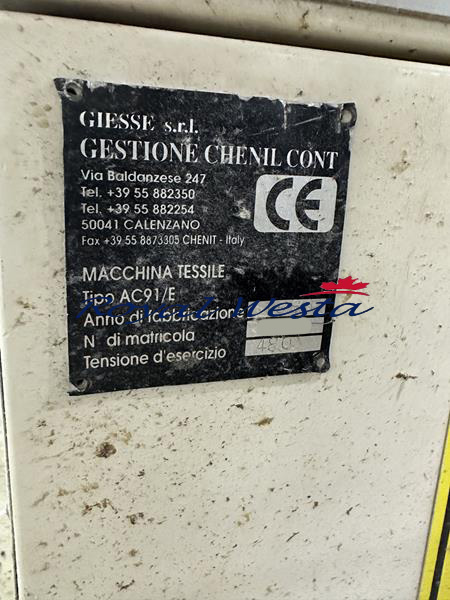 GIESSE s.r.l.
GESTIONE CHENIL CONT
Via Baldanzese 247
Tel. +39 55 882350
Tel. +39 55 882254
50041 CALENZANO
Fax +39 55 8873305 CHENIT - Italy
CE
MACCHINA TESSILE
Tipo AC91/E
Westa
Anno di fabbricazione
N° di matricola
Tensione d'esercizio